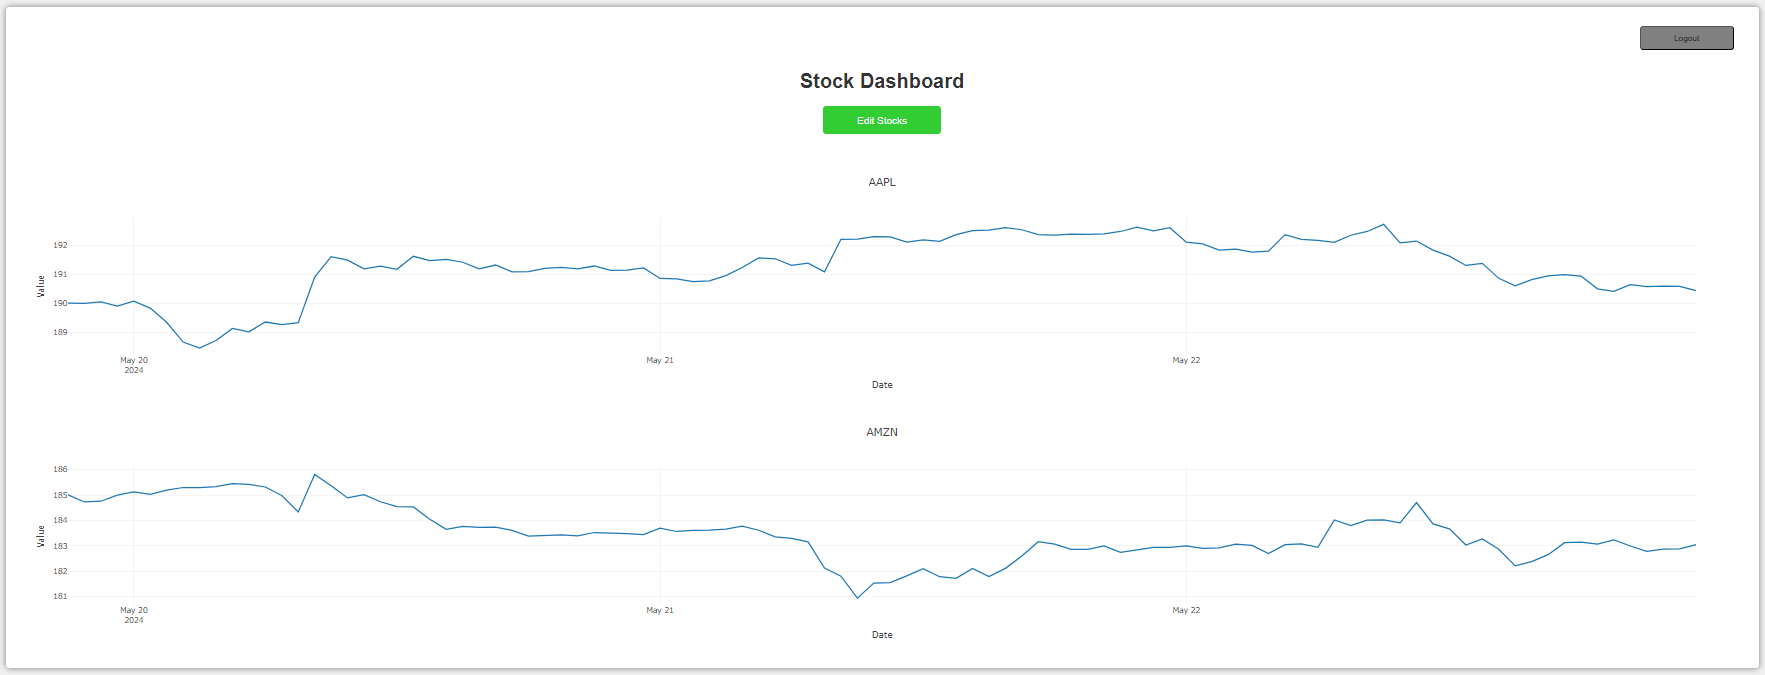 Logout
Stock Dashboard
Edit Stocks
AAPL
192
191
190
189
Value
May 20
2024
May 21
May 22
Date
AMZN
186
185
184
183
182
181
Value
May 20
2024
May 21
May 22
Date